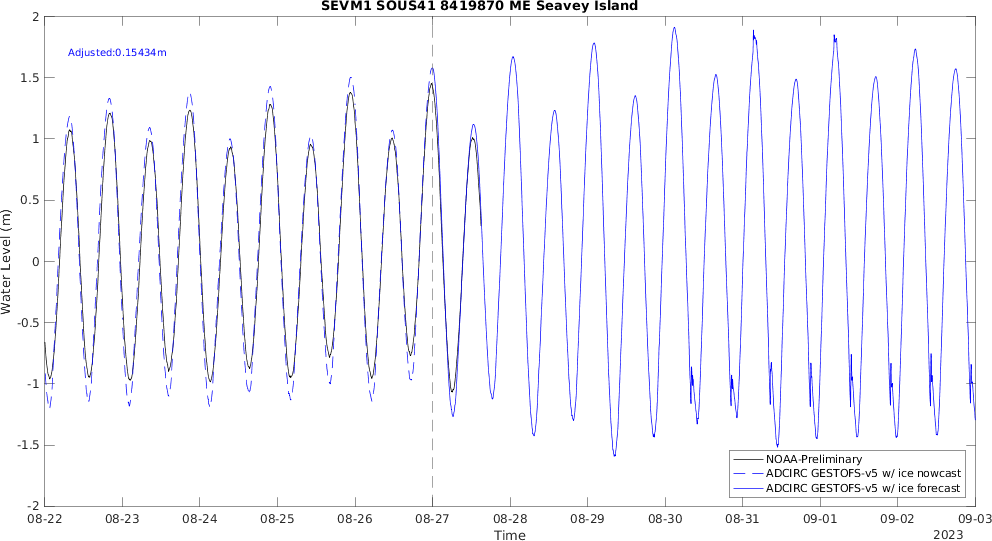 SEVM1 SOUS41 8419870 ME Seavey Island
Adjusted:0.15434m
2
1.5
1
0.5
0
-0.5
-1
-1.5
-2
Water Level (m)
NOAA-Preliminary
ADCIRC GESTOFS-v5 w/ ice nowcast
ADCIRC GESTOFS-v5 w/ ice forecast
08-22 08-23 08-24 08-25 08-26 08-27 08-28 08-29 08-30 08-31 09-01 09-02 09-03
Time
2023